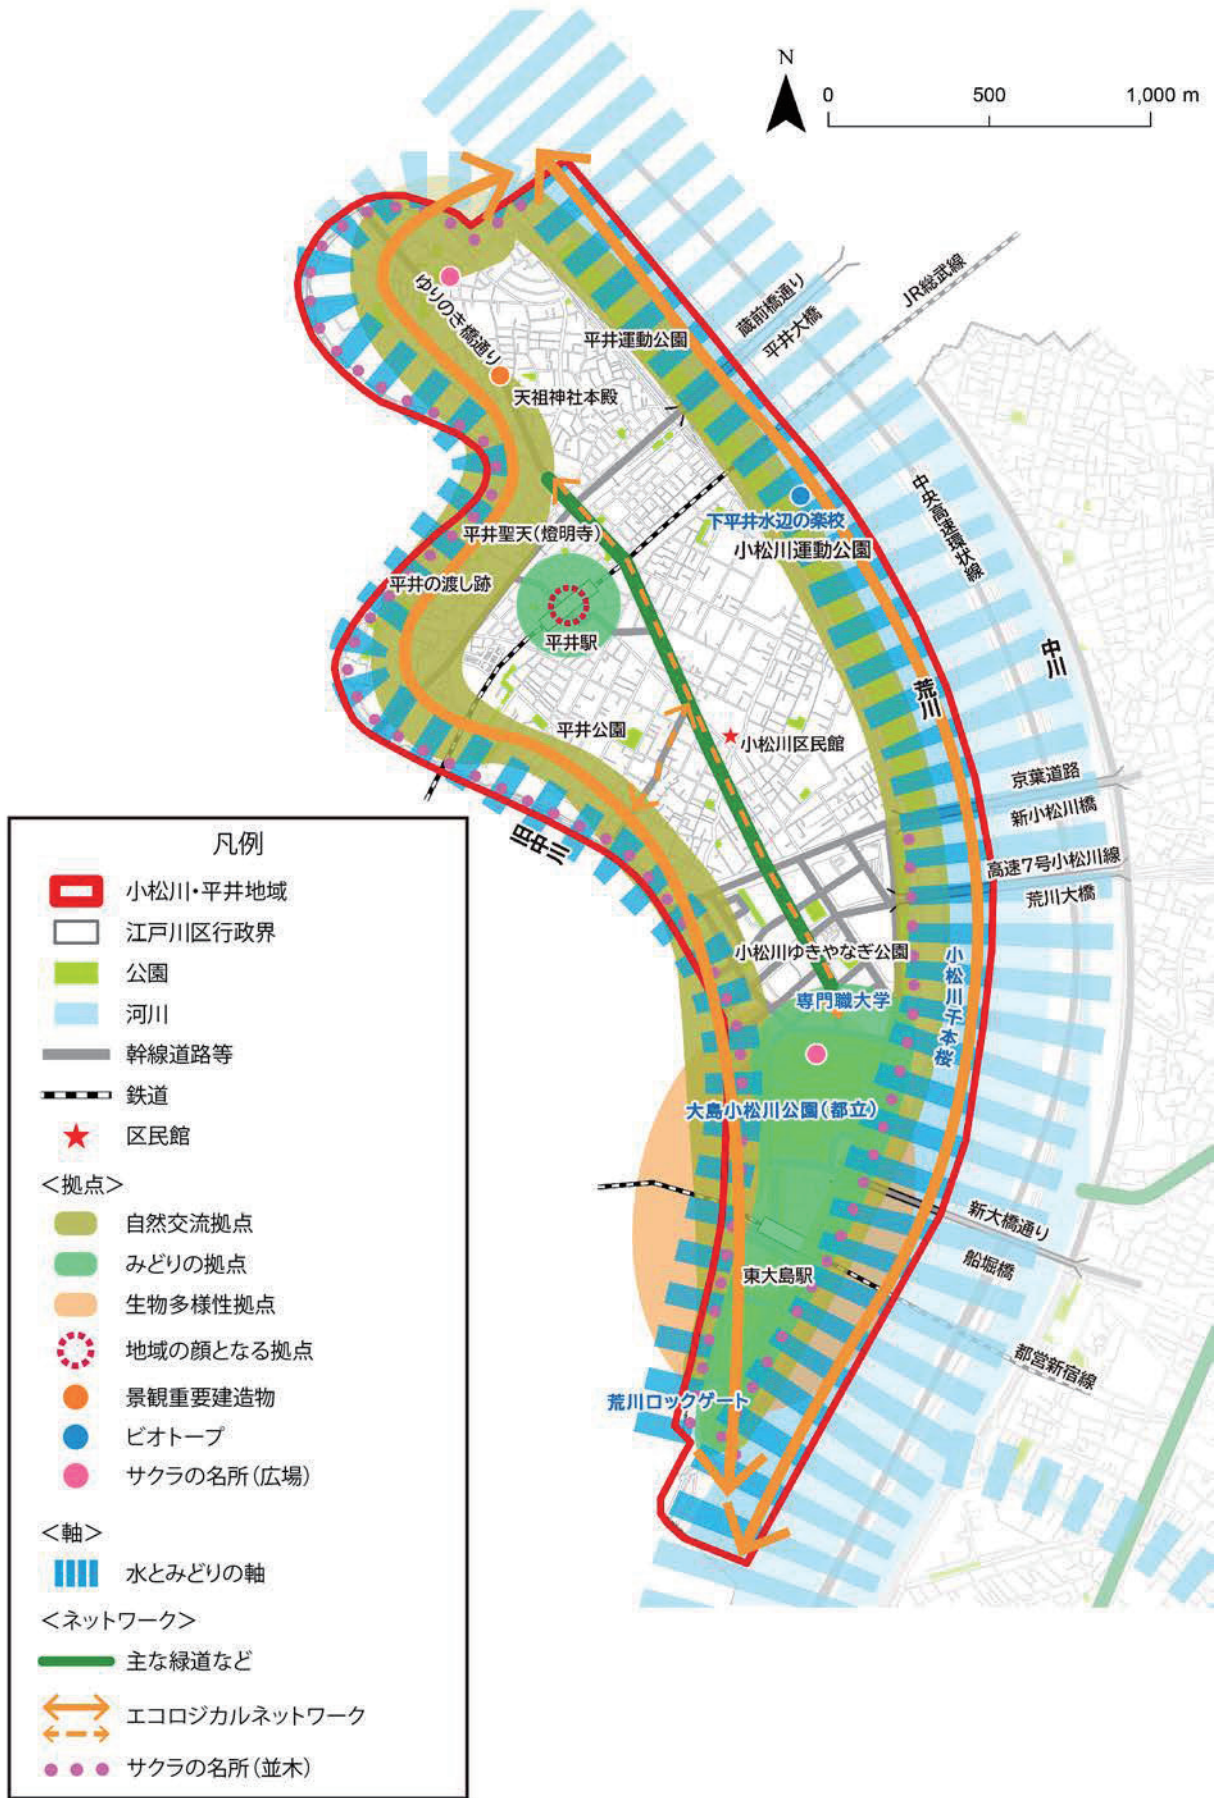 N
0 500 1,000 m
JR総武線
蔵前橋通り
平井大橋
ゆりのき橋通り
平井運動公園
天祖神社本殿
中央高速環状線
下平井水辺の楽校
平井聖天(燈明寺)
小松川運動公園
平井の渡し跡
平井駅
中川
荒川
平井公園
小松川区民館
京葉道路
新小松川橋
旧中川
高速7号小松川線
荒川大橋
小松川ゆきやなぎ公園
小松川千本桜
専門職大学
大島小松川公園(都立)
新大橋通り
船堀橋
東大島駅
都営新宿線
荒川ロックゲート
凡例
小松川・平井地域
江戸川区行政界
公園
河川
幹線道路等
鉄道
区民館
<拠点>
自然交流拠点
みどりの拠点
生物多様性拠点
地域の顔となる拠点
景観重要建造物
ビオトープ
サクラの名所(広場)
<軸>
水とみどりの軸
<ネットワーク>
主な緑道など
エコロジカルネットワーク
サクラの名所(並木)